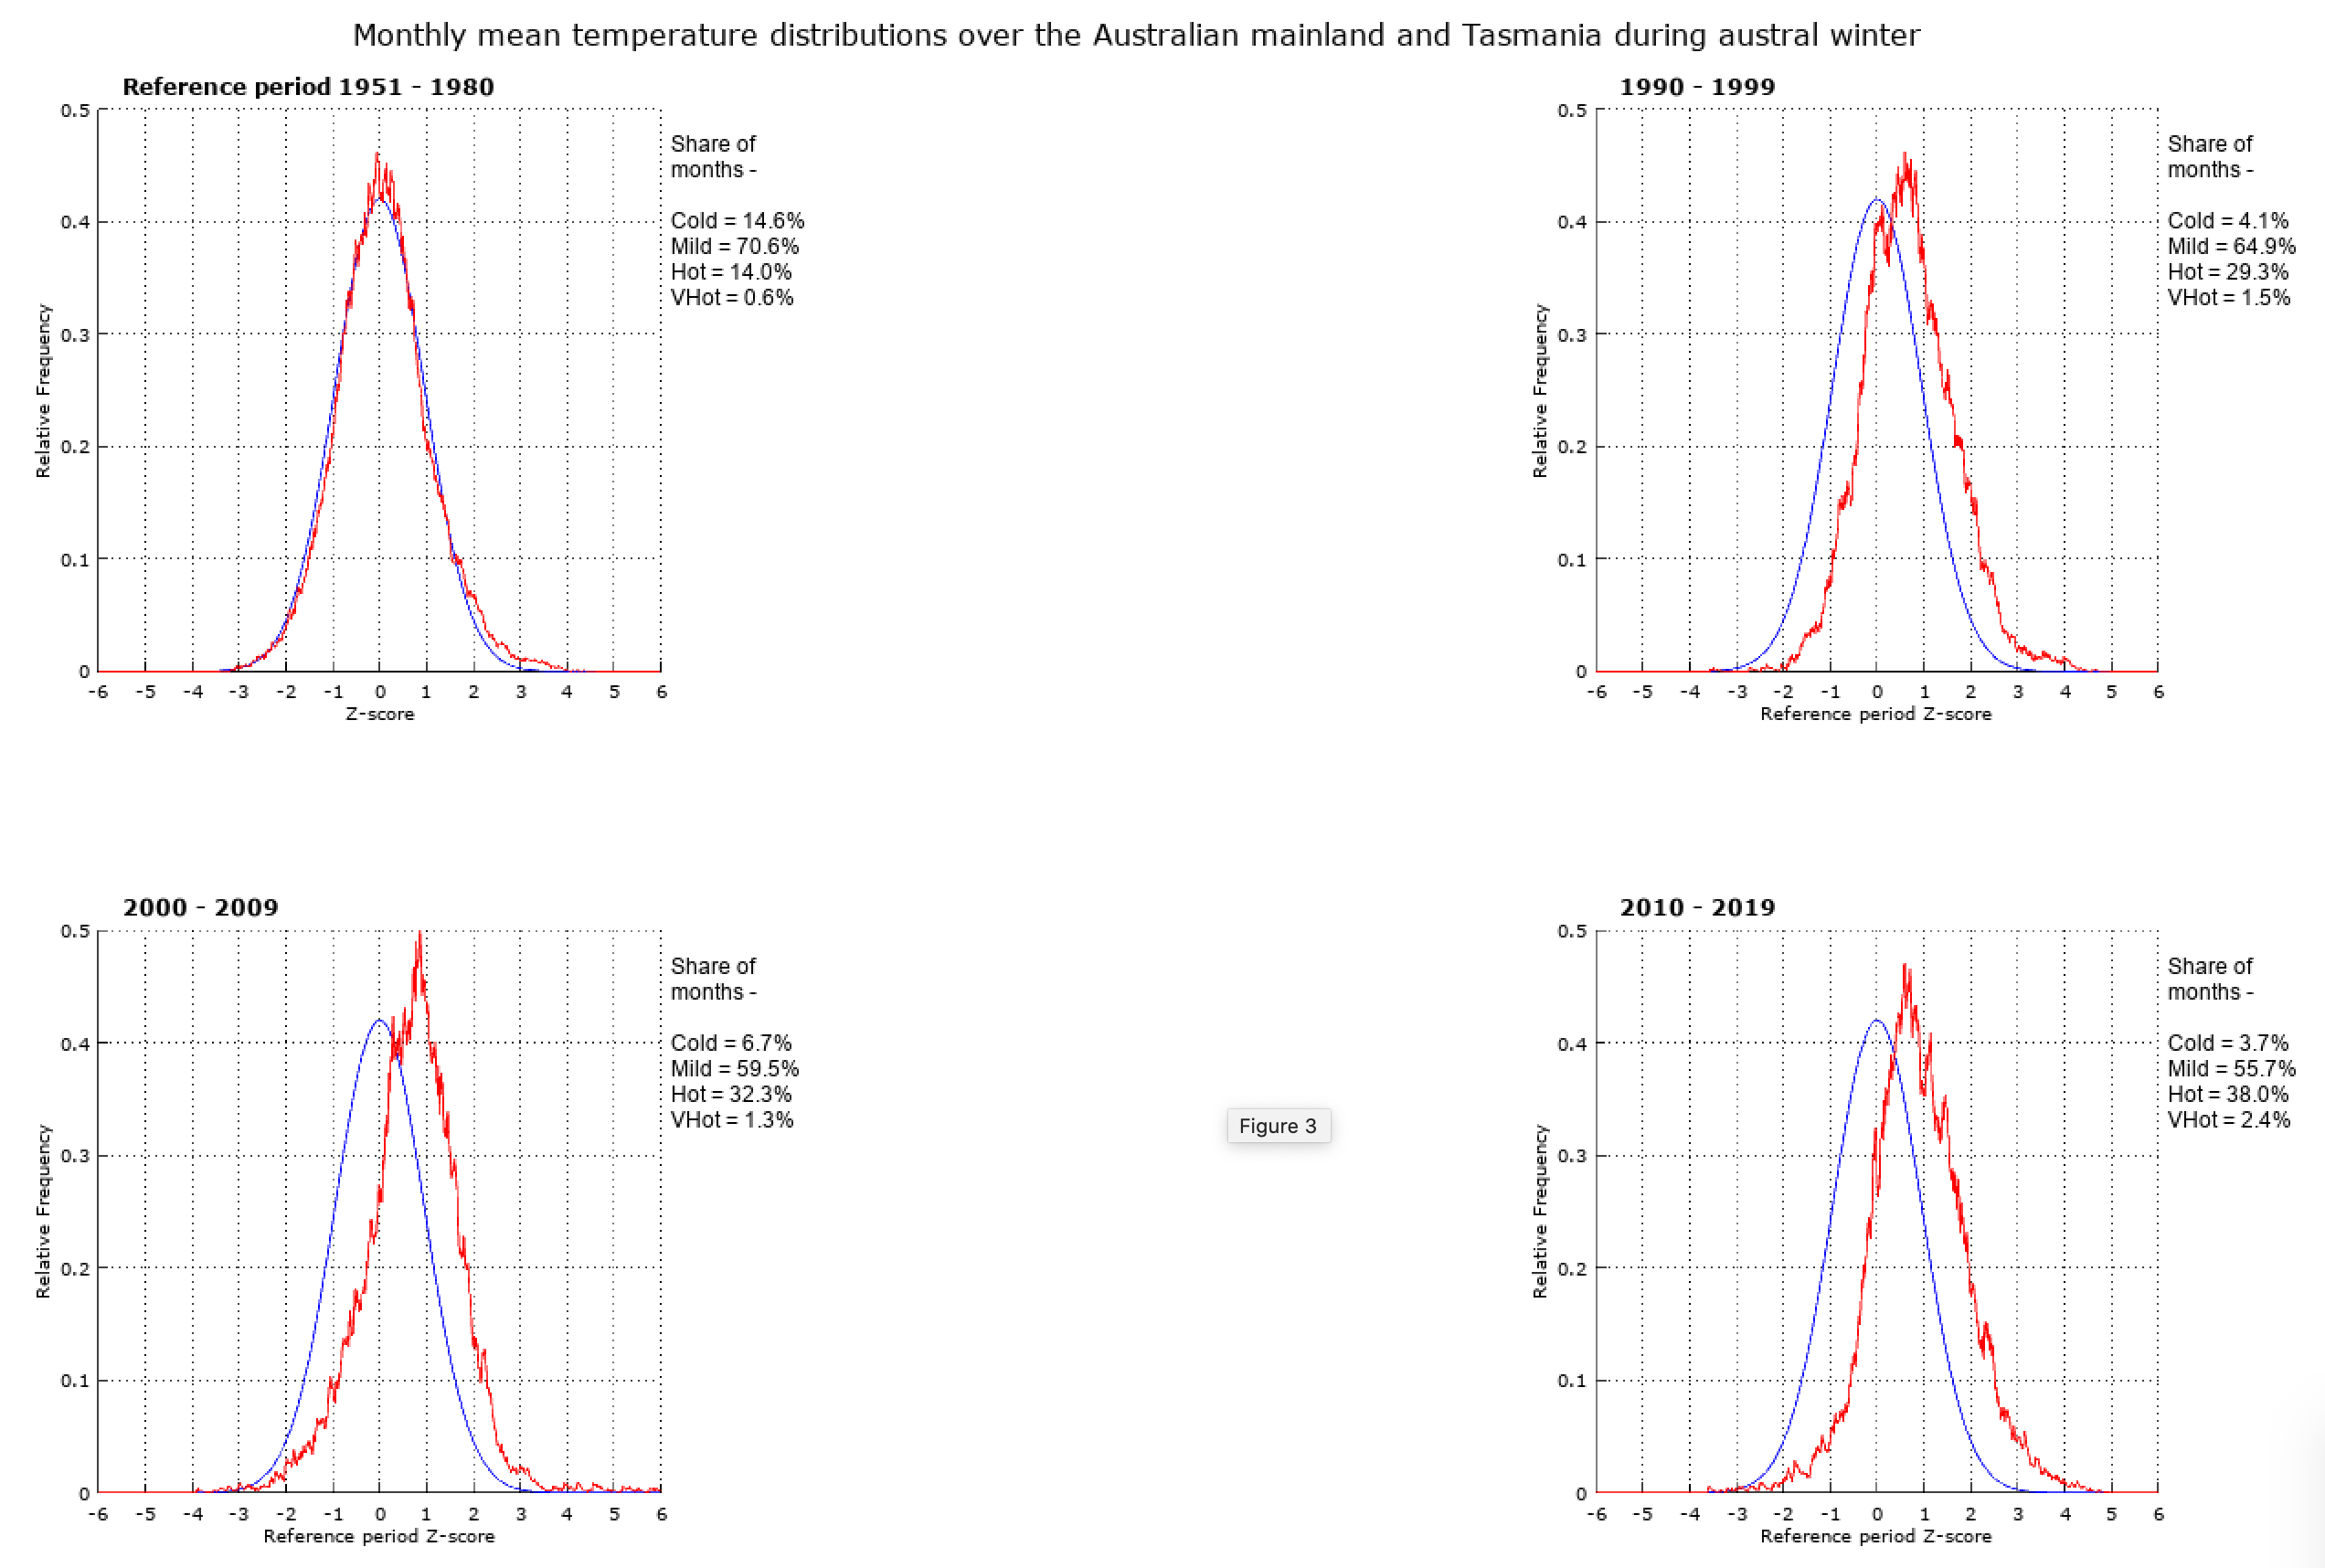 Monthly mean temperature distributions over the Australian mainland and Tasmania during austral winter
Reference period 1951 - 1980
0.5
0.4
0.3
0.2
0.1
0
Relative Frequency
-6 -5 -4 -3 -2 -1 0 1 2 3 4 5 6
Z-score
Share of
months -
Cold = 14.6%
Mild = 70.6%
Hot = 14.0%
VHot = 0.6%
1990 - 1999
0.5
0.4
0.3
0.2
0.1
0
Relative Frequency
-6 -5 -4 -3 -2 -1 0 1 2 3 4 5 6
Reference period Z-score
Share of
months -
Cold = 4.1%
Mild = 64.9%
Hot = 29.3%
VHot = 1.5%
2000 - 2009
0.5
0.4
0.3
0.2
0.1
0
Relative Frequency
-6 -5 -4 -3 -2 -1 0 1 2 3 4 5 6
Reference period Z-score
Share of
months -
Cold = 6.7%
Mild = 59.5%
Hot = 32.3%
VHot = 1.3%
Figure 3
2010 - 2019
0.5
0.4
0.3
0.2
0.1
0
Relative Frequency
-6 -5 -4 -3 -2 -1 0 1 2 3 4 5 6
Reference period Z-score
Share of
months -
Cold = 3.7%
Mild = 55.7%
Hot = 38.0%
VHot = 2.4%